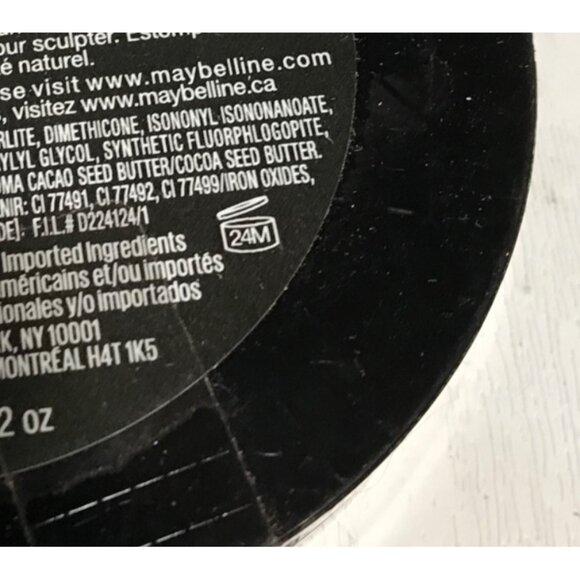 our sculpter. Estomp
é naturel.
se visit www.maybelline.com
, visitez www.maybelline.ca
RLITE, DIMETHICONE, ISONONYL ISONONANOATE,
YLYL GLYCOL, SYNTHETIC FLUORPHLOGOPITE,
OMA CACAO SEED BUTTER/COCOA SEED BUTTER.
NIR: CI 77491, CI 77492, CI 77499/IRON OXIDES,
DE]. F.I.L.# D224124/1
24M
Imported Ingredients
méricains et/ou importés
ionales y/o importados
K, NY 10001
MONTRÉAL H4T 1K5
2 oz